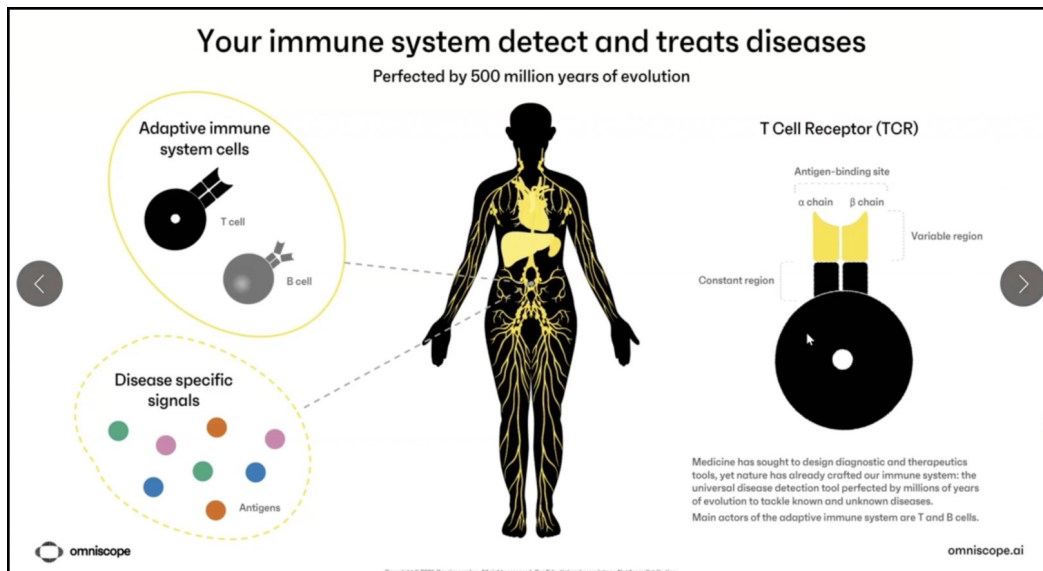 Your immune system detect and treats diseases
Perfected by 500 million years of evolution
Adaptive immune
system cells
T cell
B cell
Disease specific
signals
Antigens
T Cell Receptor (TCR)
Antigen-binding site
α chain
β chain
Variable region
Constant region
Medicine has sought to design diagnostic and therapeutics
tools, yet nature has already crafted our immune system: the
universal disease detection tool perfected by millions of years
of evolution to tackle known and unknown diseases.
Main actors of the adaptive immune system are T and B cells.
omniscope
omniscope.ai